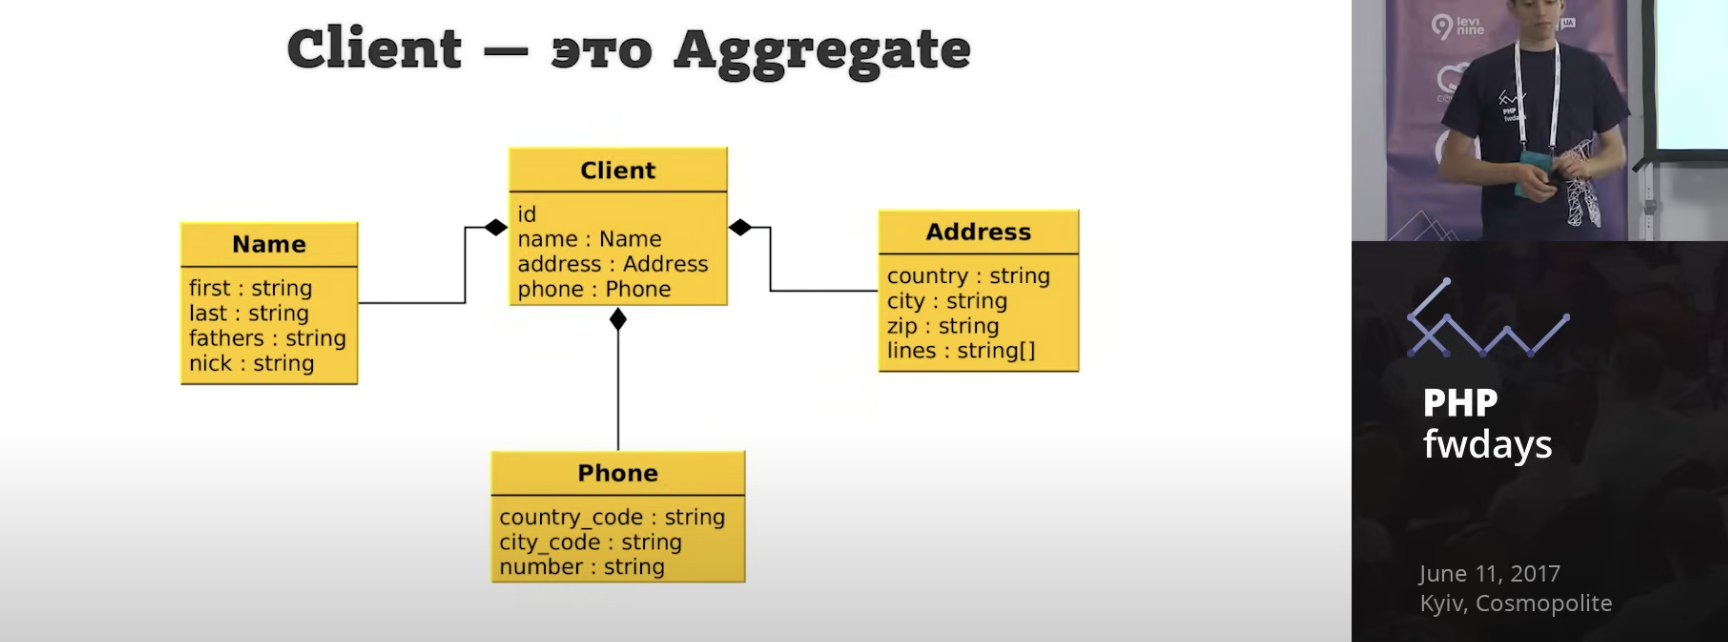 Client — это Aggregate
Client
id
name : Name
address : Address
phone : Phone
Name
first : string
last : string
fathers : string
nick : string
Address
country : string
city : string
zip : string
lines : string[]
Phone
country_code : string
city_code : string
number : string
levi
nine
UA
PHP
PHP
fwdays
June 11, 2017
Kyiv, Cosmopolite